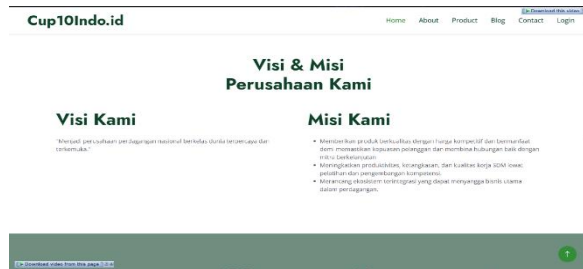 Download this video
Cup10Indo.id
Home About Product Blog Contact Login
Visi & Misi
Perusahaan Kami
Visi Kami
"Menjadi perusahaan perdagangan nasional berkelas dunia terpercaya dan
terkemuka."
Misi Kami
Memberikan produk berkualitas dengan harga kompetitif dan bermanfaat
demi memastikan kepuasan pelanggan dan membina hubungan baik dengan
mitra berkelanjutan
Meningkatkan produktivitas, ketangkasan, dan kualitas kerja SDM lewat
pelatihan dan pengembangan kompetensi.
Merancang ekosistem terintegrasi yang dapat menyangga bisnis utama
dalam perdagangan.
Download video from this page